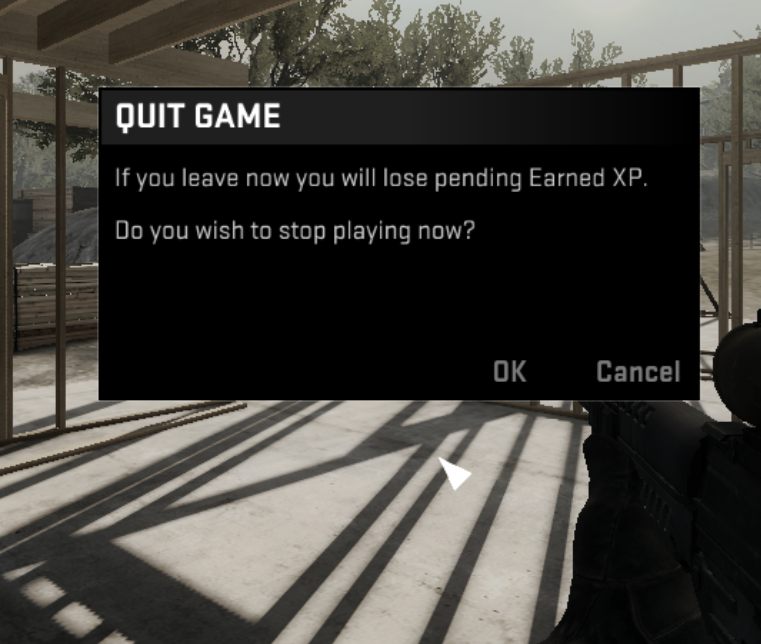 QUIT GAME
If you leave now you will lose pending Earned XP.
Do you wish to stop playing now?
OK Cancel